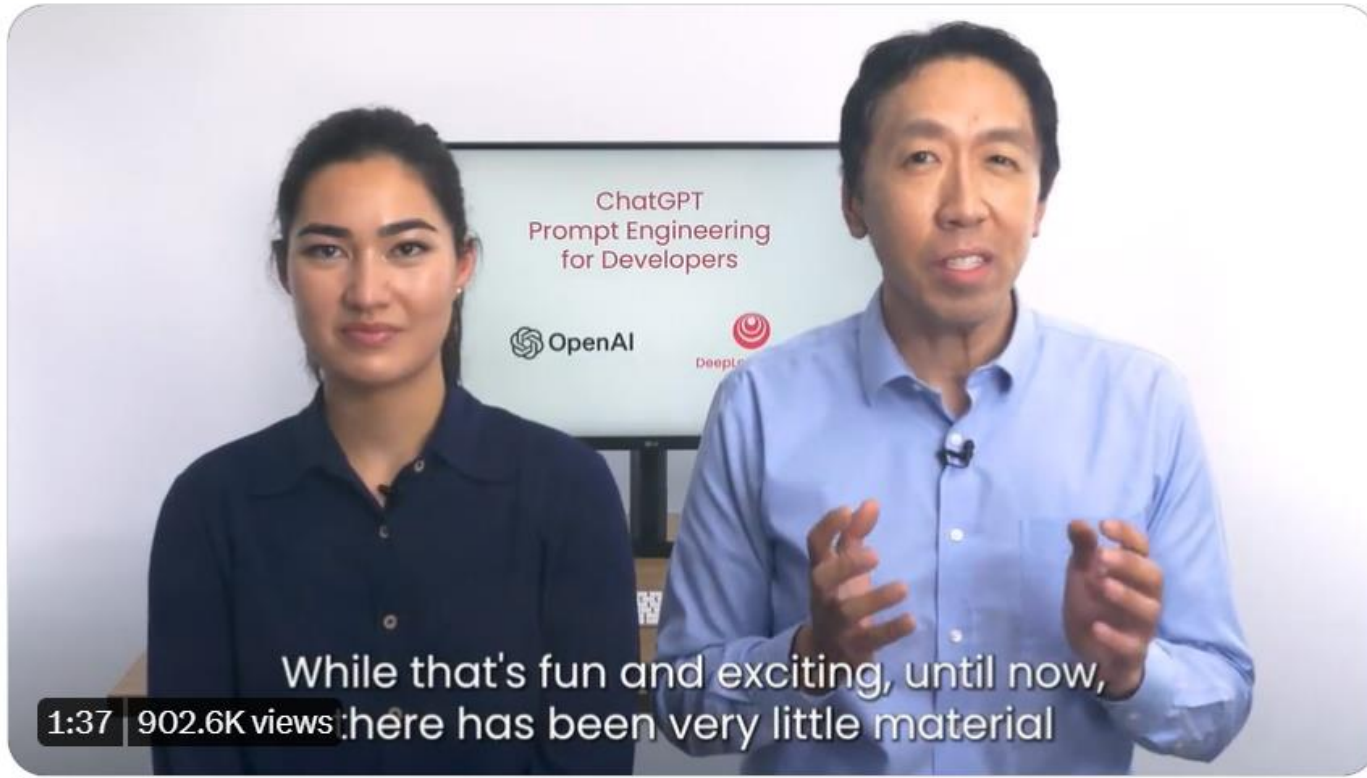 ChatGPT
Prompt Engineering
for Developers
OpenAI
While that's fun and exciting, until now,
there has been very little material
1:37 902.6K views